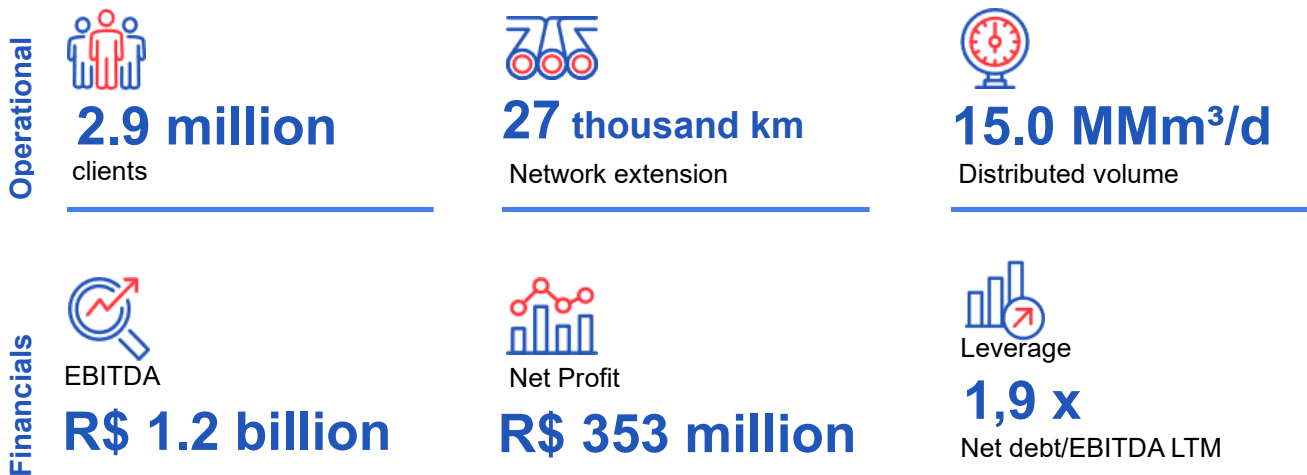 Operational
2.9 million
clients
27 thousand km
Network extension
15.0 MMm³/d
Distributed volume
Financials
EBITDA
R$ 1.2 billion
Net Profit
R$ 353 million
Leverage
1,9 x
Net debt/EBITDA LTM